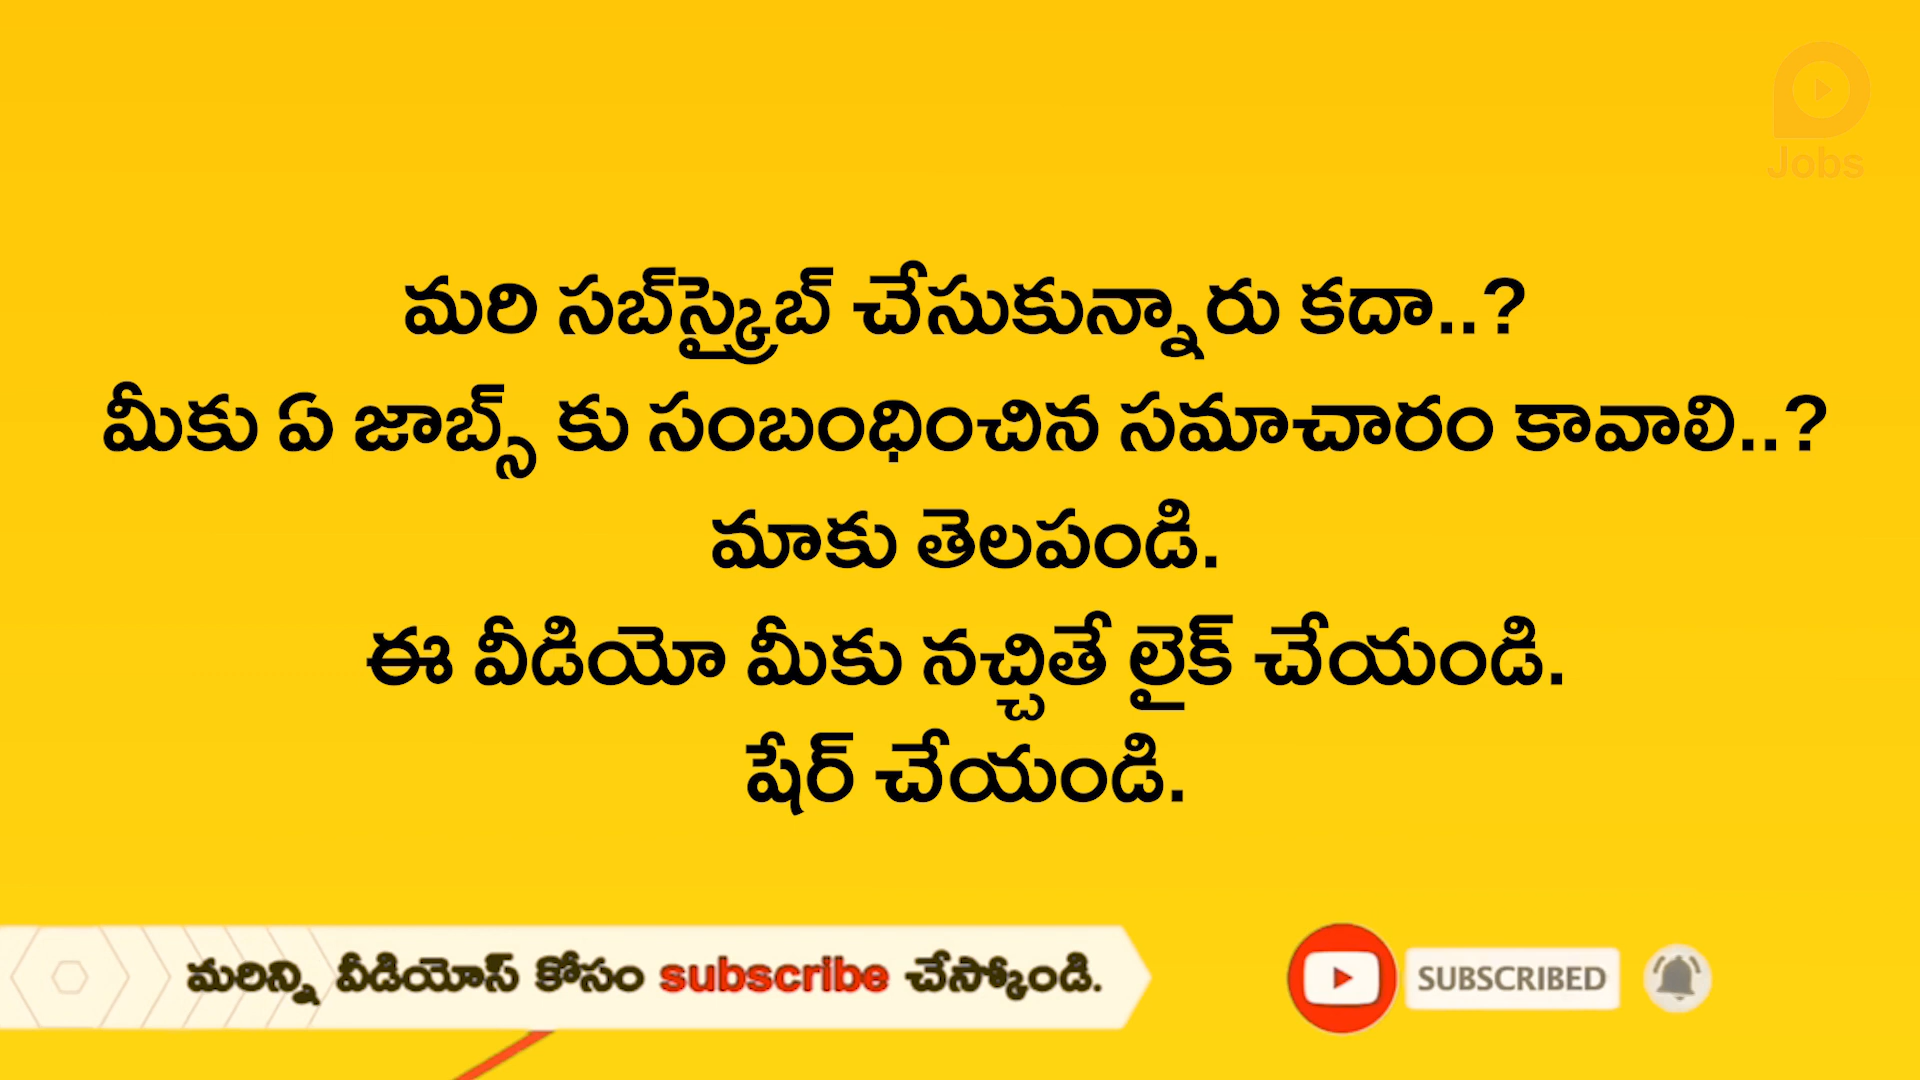 Jobs
మరి సబ్‌స్క్రైబ్ చేసుకున్నారు కదా..?
మీకు ఏ జాబ్స్ కు సంబంధించిన సమాచారం కావాలి..?
మాకు తెలపండి.
ఈ వీడియో మీకు నచ్చితే లైక్ చేయండి.
షేర్ చేయండి.
మరిన్ని వీడియోస్ కోసం subscribe చేస్కోండి.
SUBSCRIBED